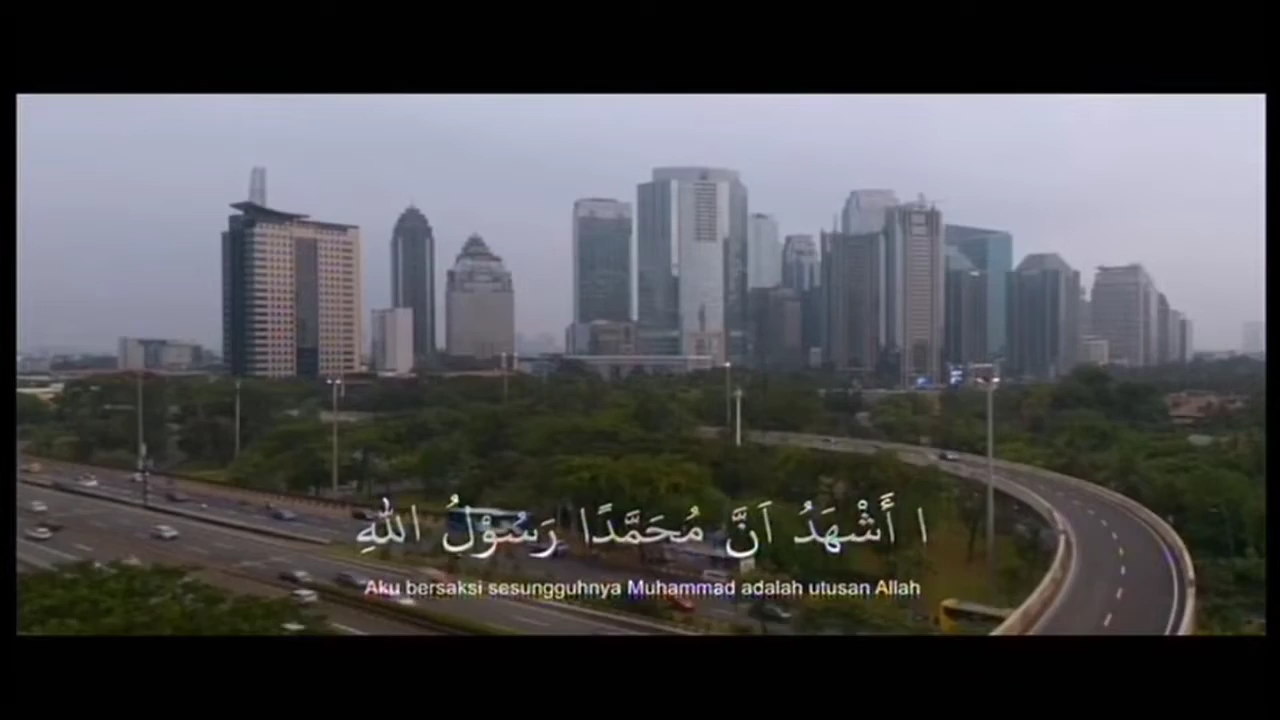 ا أَشْهَدُ اَنَّ مُحَمَّدًا رَسُوْلُ اللهِ
Aku bersaksi sesungguhnya Muhammad adalah utusan Allah